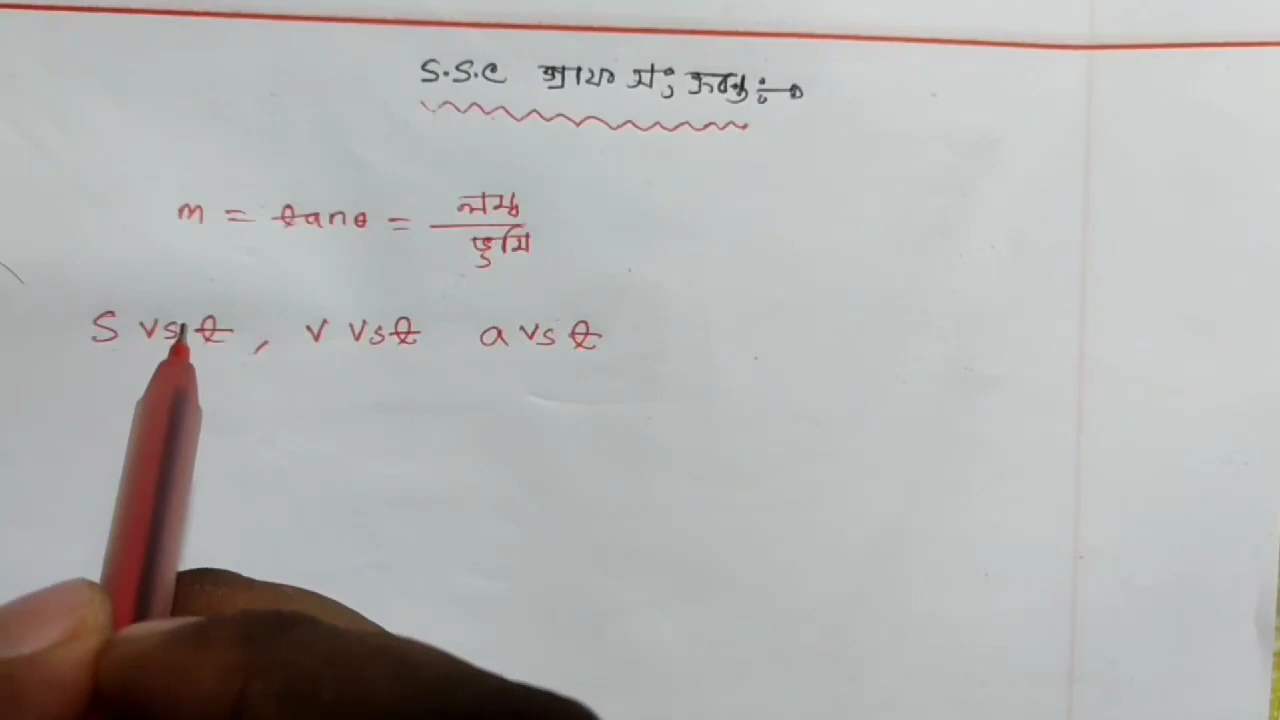 S.S.C গ্রাফ সংক্রান্ত :→
m = tanθ = লম্ব / ভূমি
S vs t , v vs t a vs t